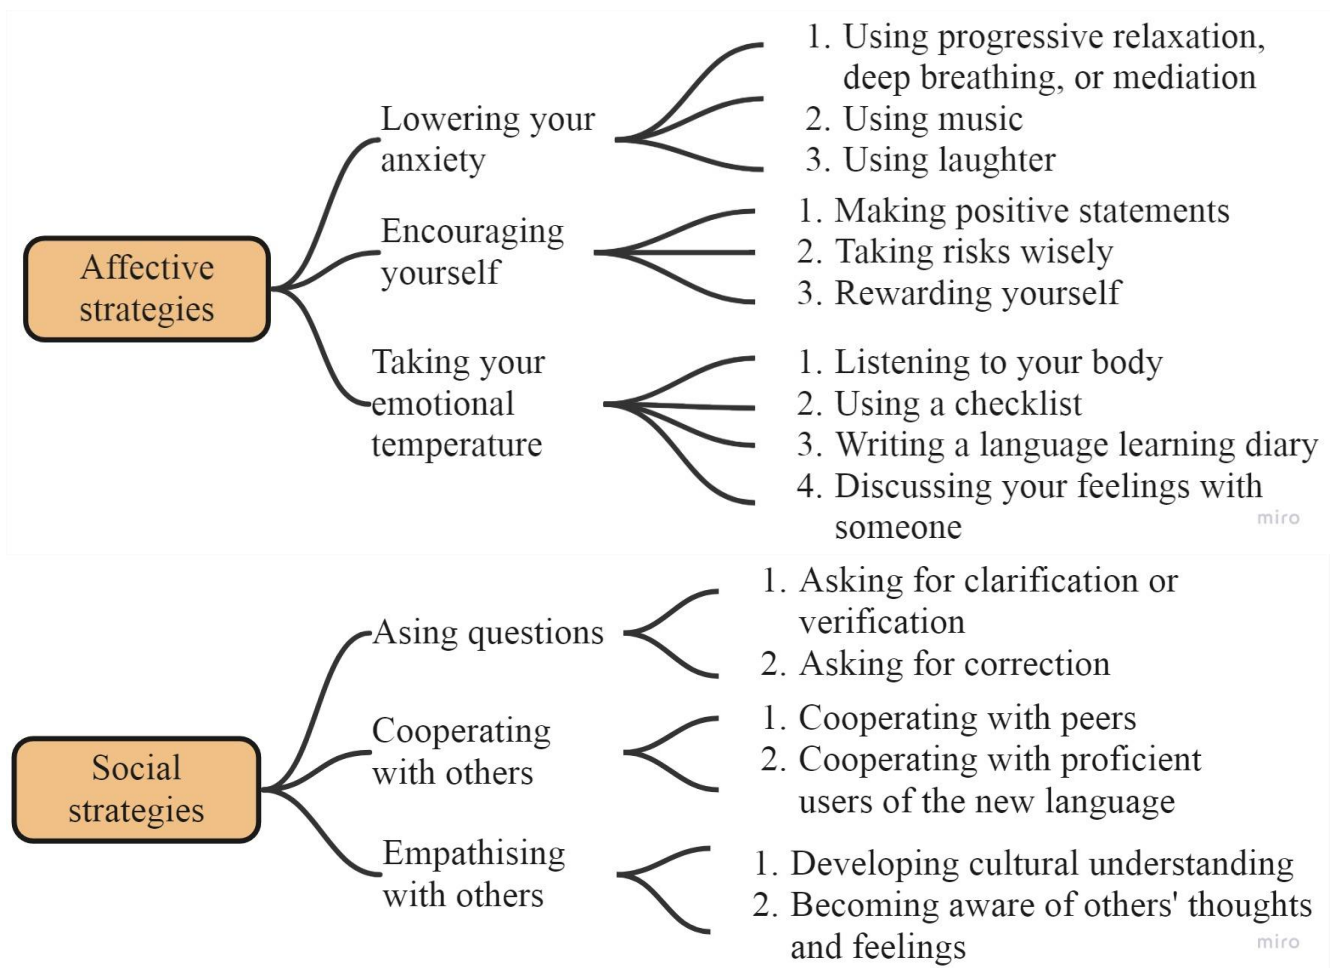 Affective
strategies
Lowering your
anxiety
1. Using progressive relaxation,
deep breathing, or mediation
2. Using music
3. Using laughter
Encouraging
yourself
1. Making positive statements
2. Taking risks wisely
3. Rewarding yourself
Taking your
emotional
temperature
1. Listening to your body
2. Using a checklist
3. Writing a language learning diary
4. Discussing your feelings with
someone
miro
Social
strategies
Asing questions
1. Asking for clarification or
verification
2. Asking for correction
Cooperating
with others
1. Cooperating with peers
2. Cooperating with proficient
users of the new language
Empathising
with others
1. Developing cultural understanding
2. Becoming aware of others' thoughts
and feelings
miro